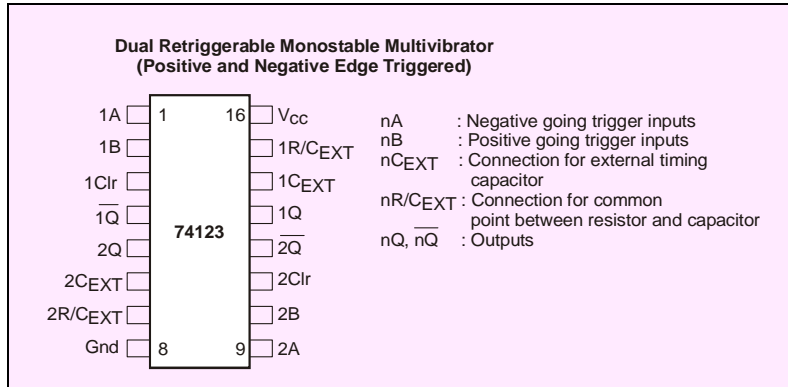 Dual Retriggerable Monostable Multivibrator
(Positive and Negative Edge Triggered)
1A 1 16 VCC
1B 1R/CEXT
1Clr 1CEXT
1Q̅ 1Q
2Q 2Q̅
2CEXT 2Clr
2R/CEXT 2B
Gnd 8 9 2A
74123
nA : Negative going trigger inputs
nB : Positive going trigger inputs
nCEXT : Connection for external timing
capacitor
nR/CEXT : Connection for common
point between resistor and capacitor
nQ, n̅Q̅ : Outputs